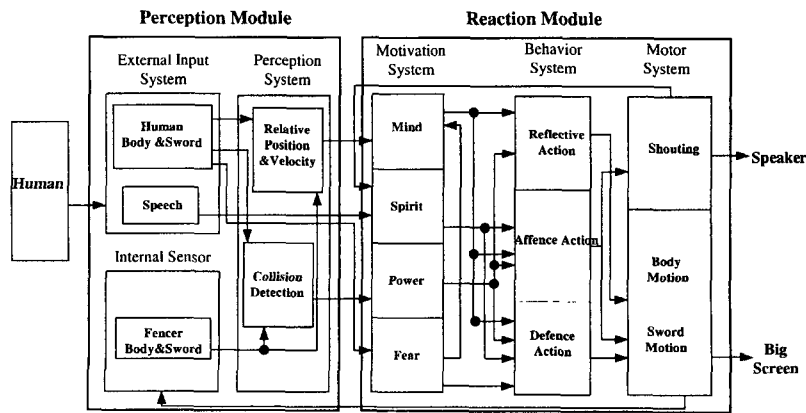 Perception Module
Reaction Module
External Input
System
Perception
System
Motivation
System
Behavior
System
Motor
System
Human
Human
Body &Sword
Speech
Internal Sensor
Fencer
Body&Sword
Relative
Position
&Velocity
Collision
Detection
Mind
Spirit
Power
Fear
Reflective
Action
Affence Action
Defence
Action
Shouting
Body
Motion
Sword
Motion
Speaker
Big
Screen